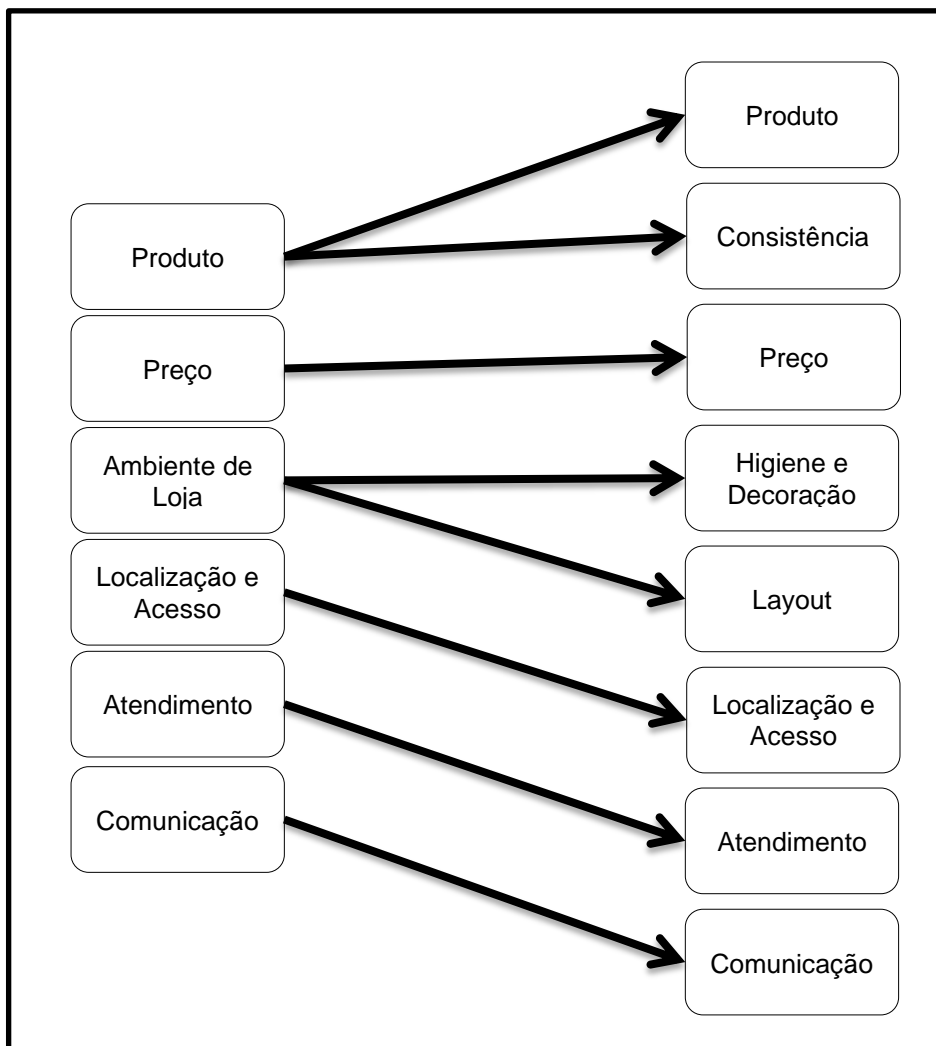 Produto
Preço
Ambiente de
Loja
Localização e
Acesso
Atendimento
Comunicação
Produto
Consistência
Preço
Higiene e
Decoração
Layout
Localização e
Acesso
Atendimento
Comunicação